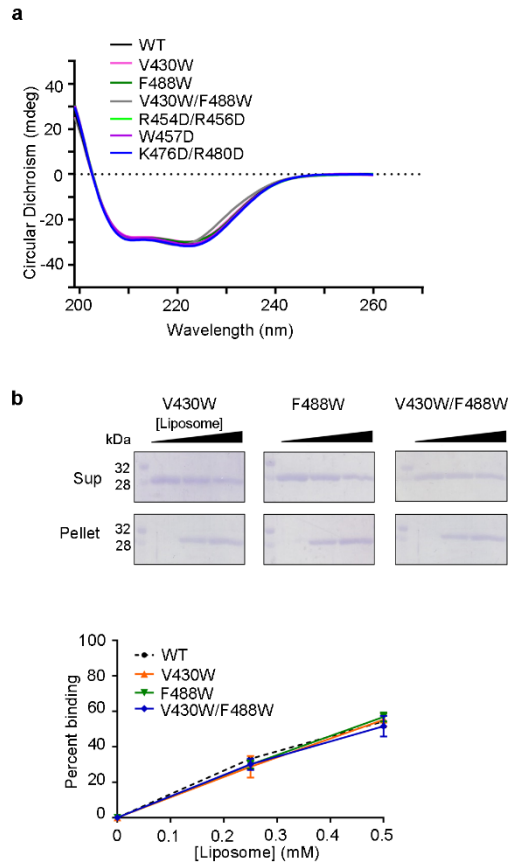 a
WT
V430W
F488W
V430W/F488W
R454D/R456D
W457D
K476D/R480D
Circular Dichroism (mdeg)
40
20
0
-20
-40
200 220 240 260
Wavelength (nm)
b
V430W F488W V430W/F488W
[Liposome]
kDa
Sup
32
28
Pellet
32
28
Percent binding
100
80
60
40
20
0
WT
V430W
F488W
V430W/F488W
0 0.1 0.2 0.3 0.4 0.5
[Liposome] (mM)